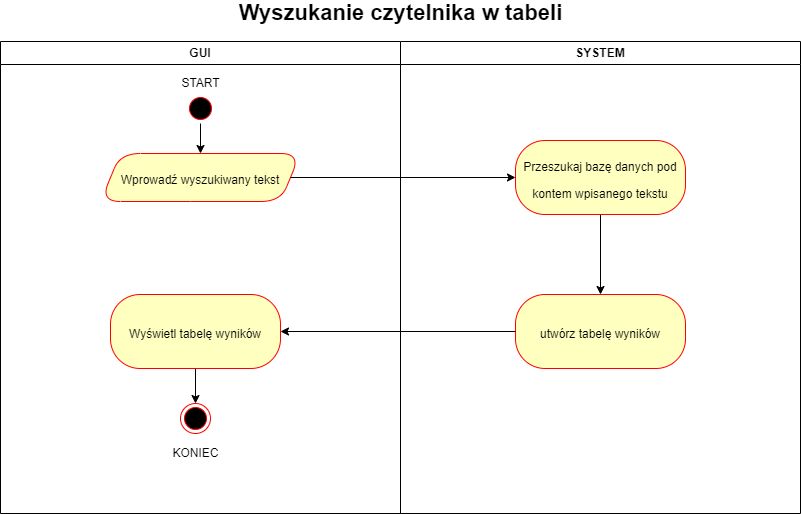 Wyszukanie czytelnika w tabeli
GUI
SYSTEM
START
Wprowadź wyszukiwany tekst
Przeszukaj bazę danych pod
kontem wpisanego tekstu
Wyświetl tabelę wyników
utwórz tabelę wyników
KONIEC